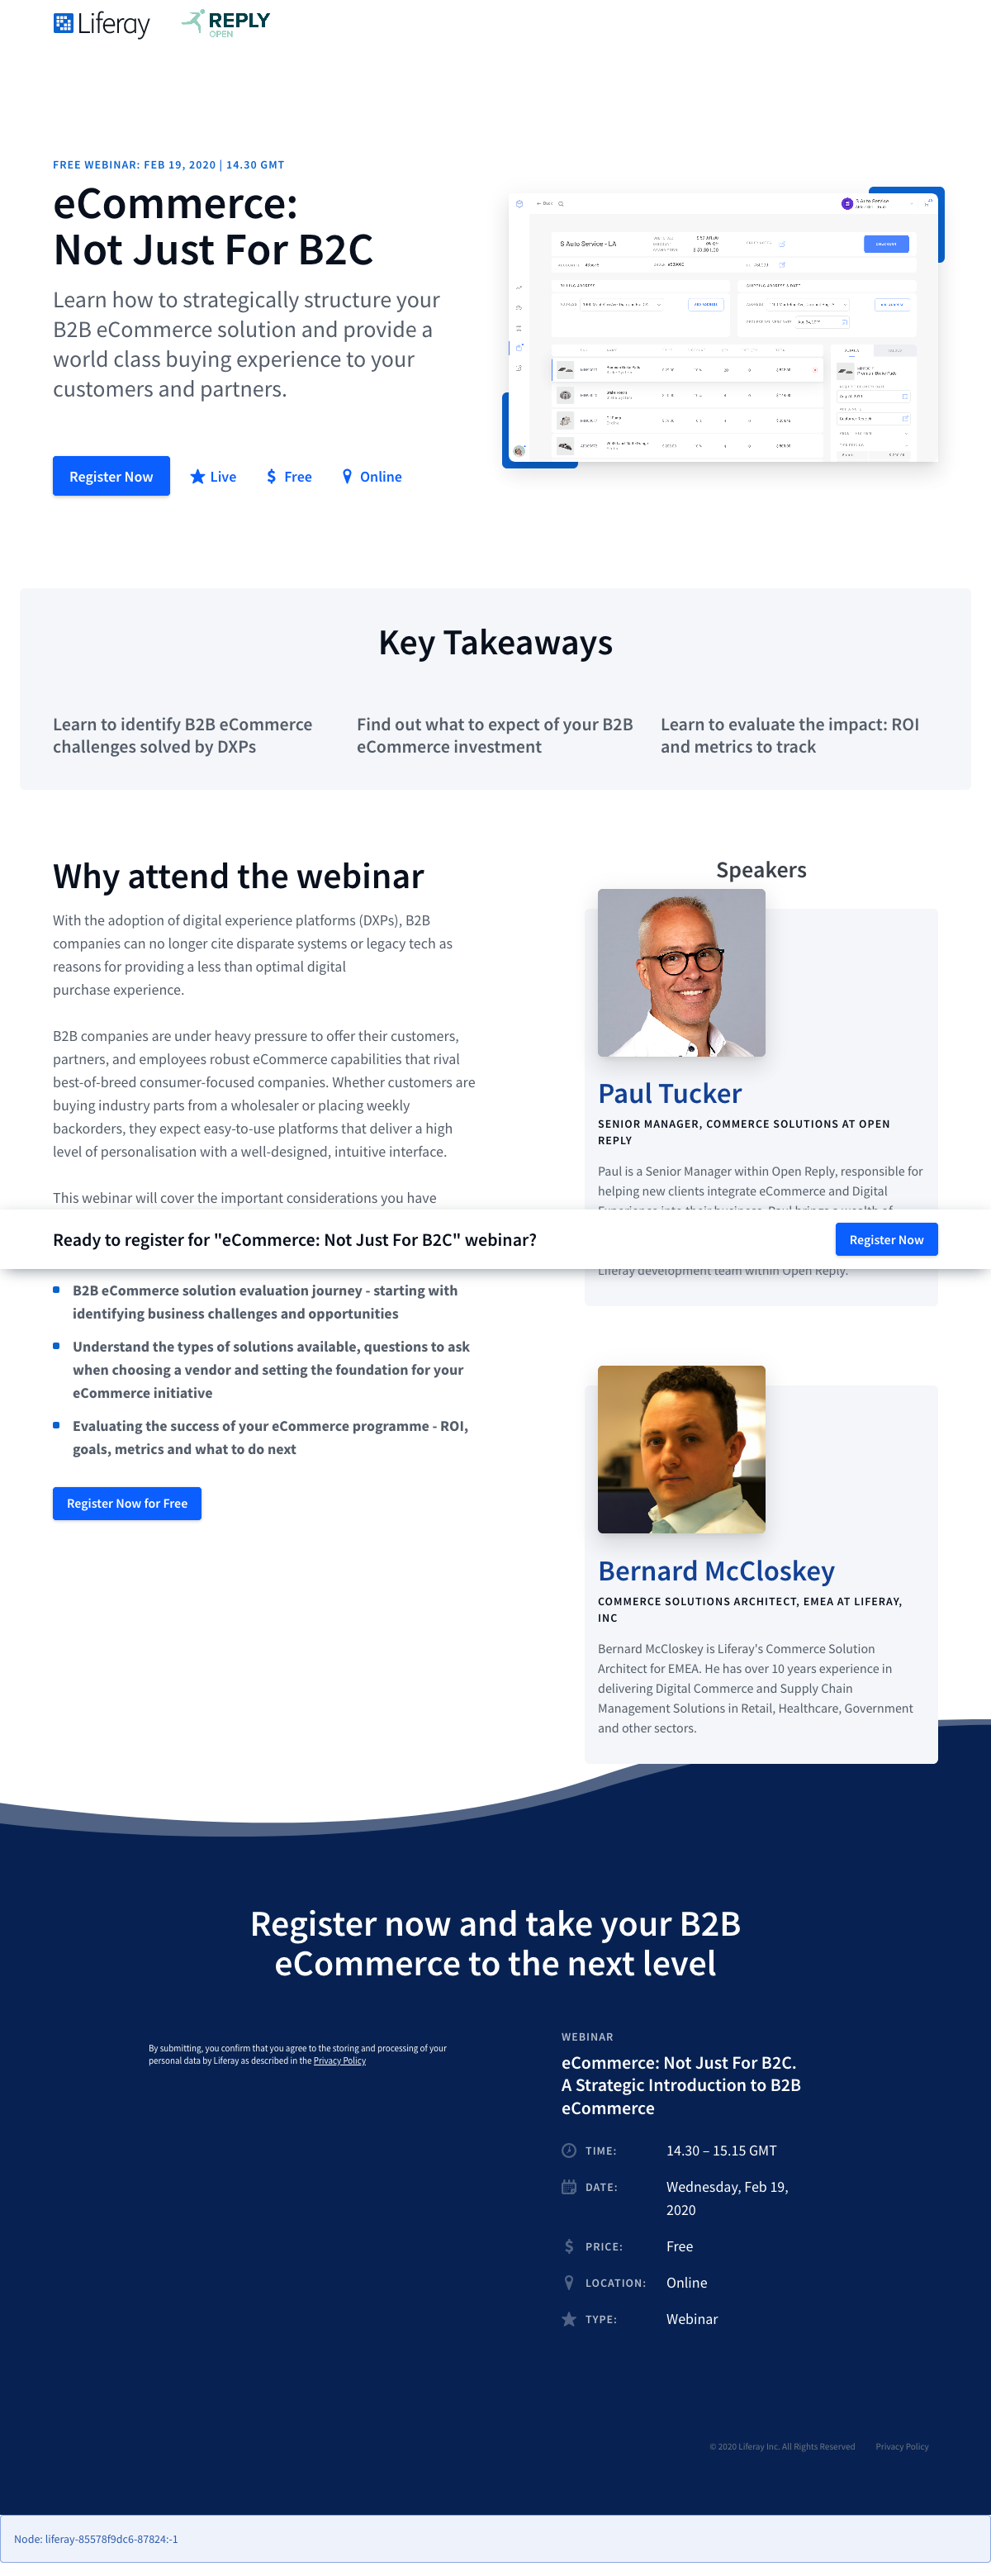 Liferay
REPLY
OPEN
FREE WEBINAR: FEB 19, 2020 | 14.30 GMT
eCommerce:
Not Just For B2C
Learn how to strategically structure your
B2B eCommerce solution and provide a
world class buying experience to your
customers and partners.
Register Now
Live
Free
Online
S Auto Service - LA
Key Takeaways
Learn to identify B2B eCommerce
challenges solved by DXPs
Find out what to expect of your B2B
eCommerce investment
Learn to evaluate the impact: ROI
and metrics to track
Why attend the webinar
With the adoption of digital experience platforms (DXPs), B2B
companies can no longer cite disparate systems or legacy tech as
reasons for providing a less than optimal digital
purchase experience.
B2B companies are under heavy pressure to offer their customers,
partners, and employees robust eCommerce capabilities that rival
best-of-breed consumer-focused companies. Whether customers are
buying industry parts from a wholesaler or placing weekly
backorders, they expect easy-to-use platforms that deliver a high
level of personalisation with a well-designed, intuitive interface.
This webinar will cover the important considerations you have
Speakers
Paul Tucker
SENIOR MANAGER, COMMERCE SOLUTIONS AT OPEN
REPLY
Paul is a Senior Manager within Open Reply, responsible for
helping new clients integrate eCommerce and Digital
Ready to register for "eCommerce: Not Just For B2C" webinar?
Register Now
Liferay development team within Open Reply.
B2B eCommerce solution evaluation journey - starting with
identifying business challenges and opportunities
Understand the types of solutions available, questions to ask
when choosing a vendor and setting the foundation for your
eCommerce initiative
Evaluating the success of your eCommerce programme - ROI,
goals, metrics and what to do next
Register Now for Free
Bernard McCloskey
COMMERCE SOLUTIONS ARCHITECT, EMEA AT LIFERAY,
INC
Bernard McCloskey is Liferay's Commerce Solution
Architect for EMEA. He has over 10 years experience in
delivering Digital Commerce and Supply Chain
Management Solutions in Retail, Healthcare, Government
and other sectors.
Register now and take your B2B
eCommerce to the next level
By submitting, you confirm that you agree to the storing and processing of your
personal data by Liferay as described in the Privacy Policy
WEBINAR
eCommerce: Not Just For B2C.
A Strategic Introduction to B2B
eCommerce
TIME: 14.30 – 15.15 GMT
DATE: Wednesday, Feb 19,
2020
PRICE: Free
LOCATION: Online
TYPE: Webinar
© 2020 Liferay Inc. All Rights Reserved Privacy Policy
Node: liferay-85578f9dc6-87824:-1